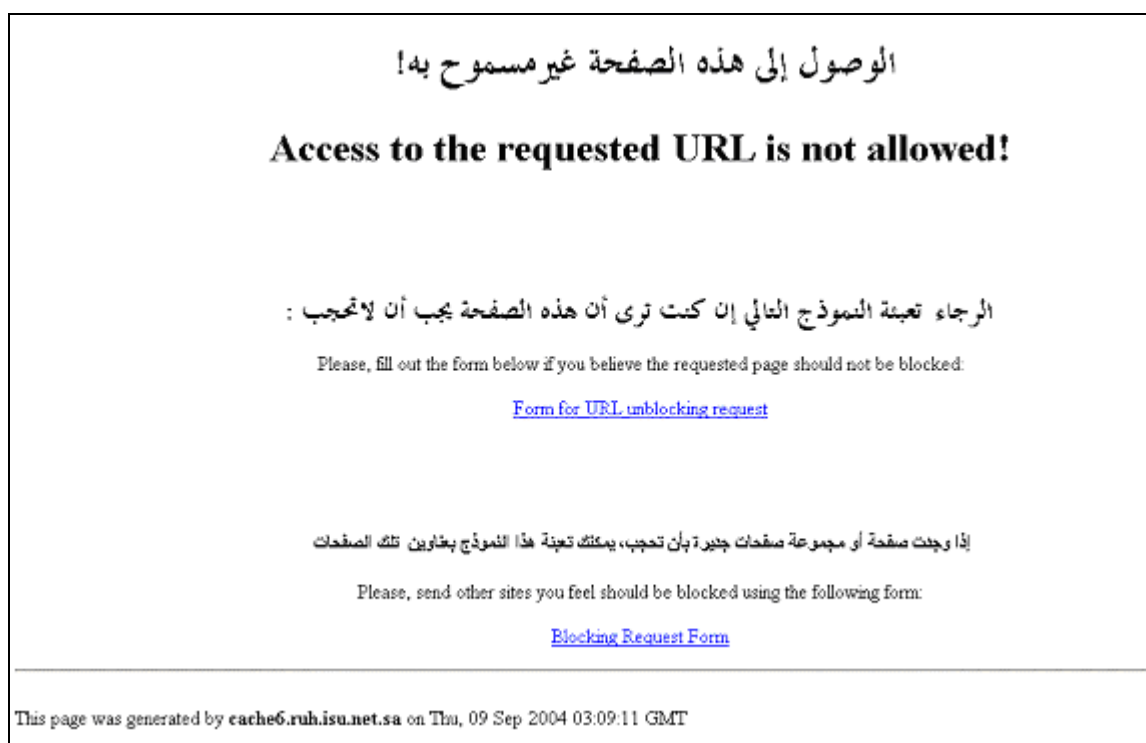 الوصول إلى هذه الصفحة غير مسموح به!
Access to the requested URL is not allowed!
الرجاء تعبئة النموذج التالي إن كنت ترى أن هذه الصفحة يجب أن لاتحجب :
Please, fill out the form below if you believe the requested page should not be blocked:
Form for URL unblocking request
إذا وجدت صفحة أو مجموعة صفحات جديرة بأن تحجب، يمكنك تعبئة هذا النموذج بعناوين تلك الصفحات
Please, send other sites you feel should be blocked using the following form:
Blocking Request Form
This page was generated by cache6.ruh.isu.net.sa on Thu, 09 Sep 2004 03:09:11 GMT